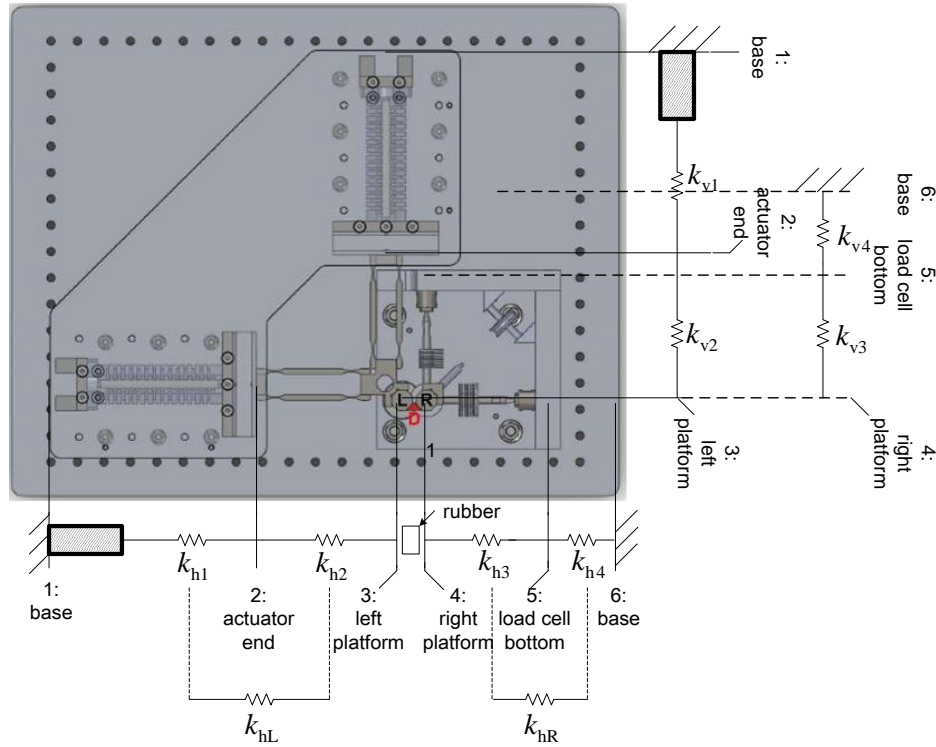 1:
base
k_v1
6:
base
2:
actuator
end
k_v4
5:
load cell
bottom
k_v2
k_v3
L
R
D
1
3:
left
platform
4:
right
platform
rubber
k_h1
k_h2
k_h3
k_h4
1:
base
2:
actuator
end
3:
left
platform
4:
right
platform
5:
load cell
bottom
6:
base
k_hL
k_hR